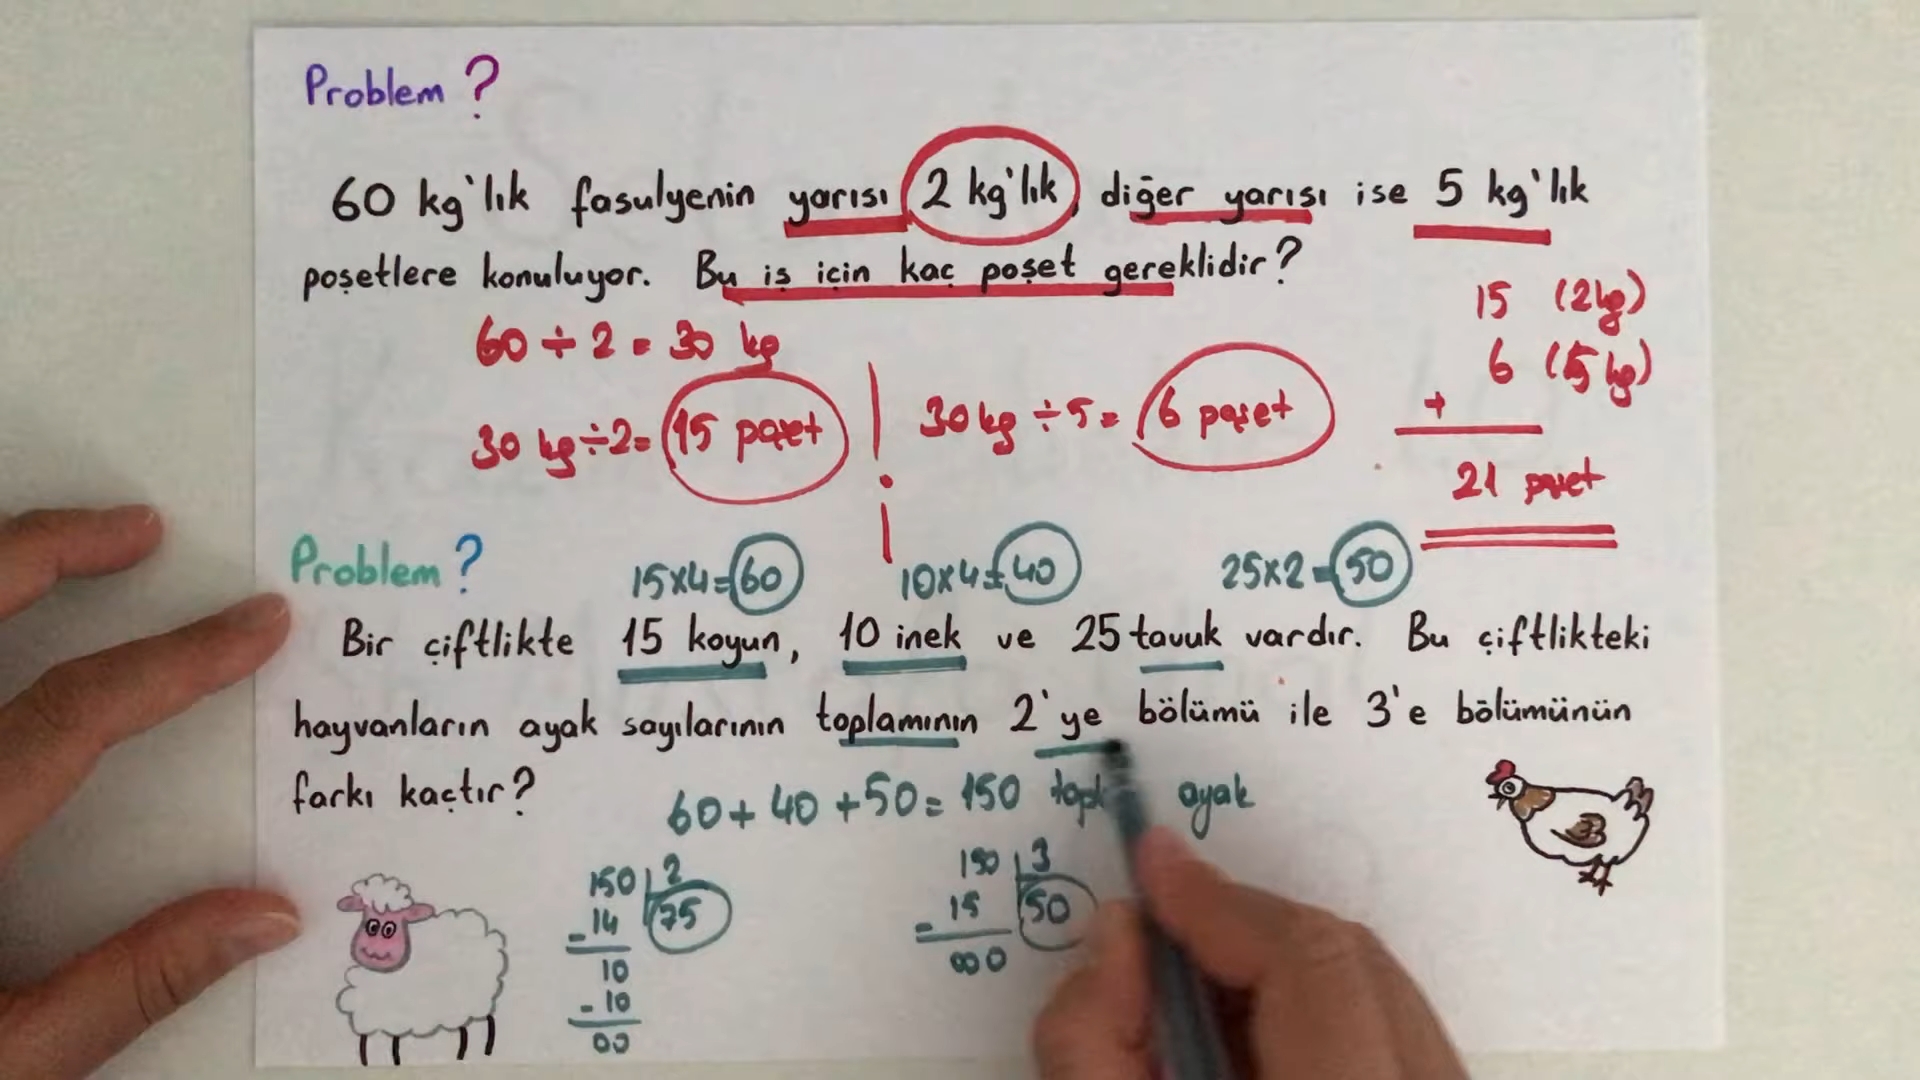 Problem ?
60 kg'lık fasulyenin yarısı 2 kg'lık, diğer yarısı ise 5 kg'lık
poşetlere konuluyor. Bu iş için kaç poşet gereklidir?
60 ÷ 2 = 30 kg
30 kg ÷ 2 = 15 poşet
30 kg ÷ 5 = 6 poşet
15 (2 kg)
6 (5 kg)
+
21 poşet
Problem ?
15x4=60
10x4=40
25x2=50
Bir çiftlikte 15 koyun, 10 inek ve 25 tavuk vardır. Bu çiftlikteki
hayvanların ayak sayılarının toplamının 2'ye bölümü ile 3'e bölümünün
farkı kaçtır?
60 + 40 + 50 = 150 ayak
150 2
- 14 75
10
- 10
00
150 3
- 15 50
000